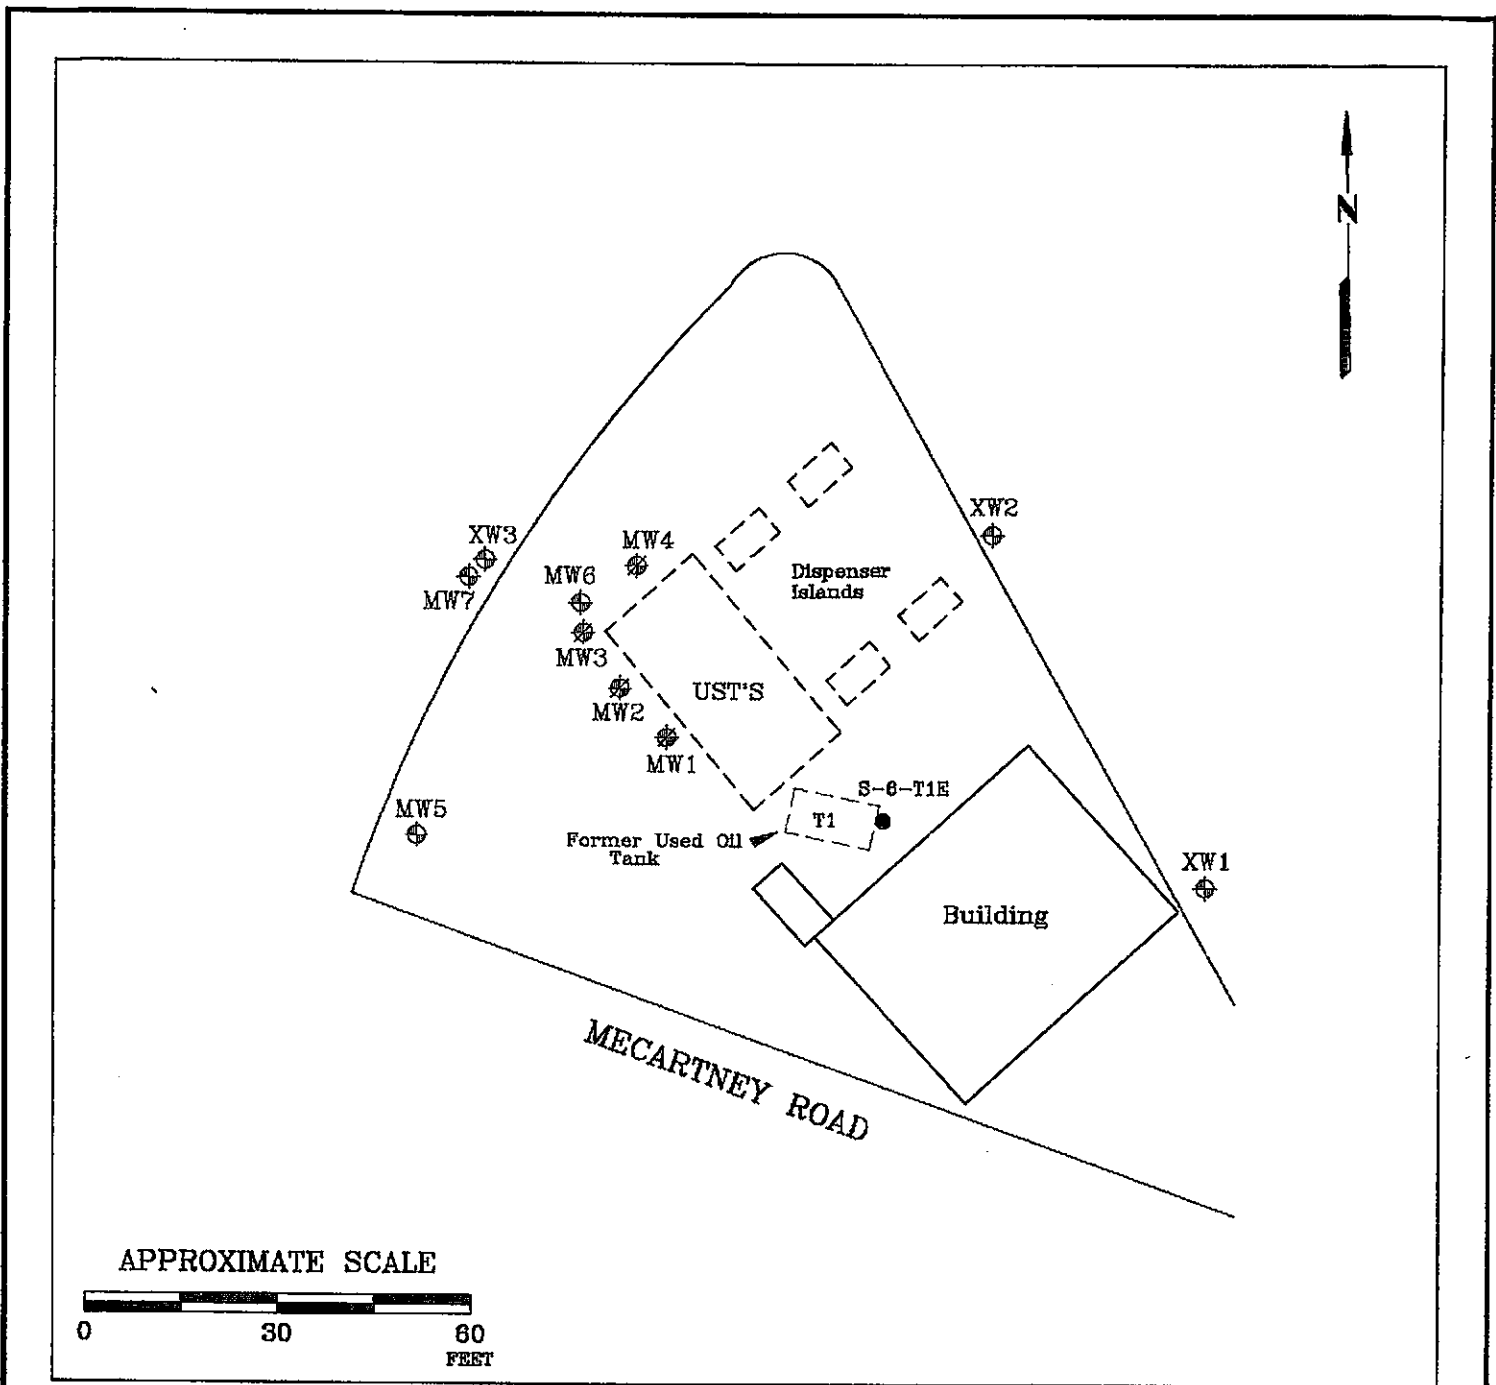 N
XW2
XW3
MW4
MW6
Dispenser
Islands
MW7
MW3
UST'S
MW2
MW1
S-6-T1E
MW5
T1
Former Used Oil
Tank
XW1
Building
MECARTNEY ROAD
APPROXIMATE SCALE
0 30 60
FEET